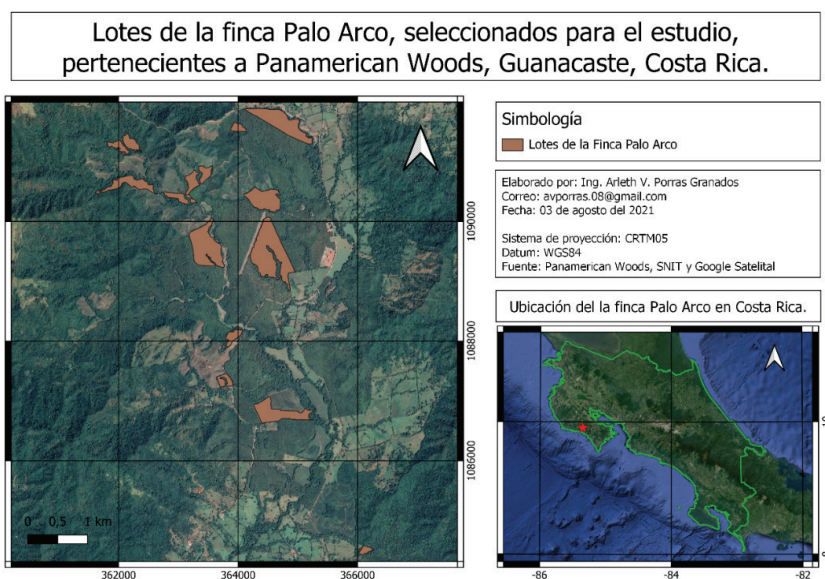 Lotes de la finca Palo Arco, seleccionados para el estudio,
pertenecientes a Panamerican Woods, Guanacaste, Costa Rica.
Simbología
Lotes de la Finca Palo Arco
Elaborado por: Ing. Arleth V. Porras Granados
Correo: avporras.08@gmail.com
Fecha: 03 de agosto del 2021
Sistema de proyección: CRTM05
Datum: WGS84
Fuente: Panamerican Woods, SNIT y Google Satelital
Ubicación del la finca Palo Arco en Costa Rica.
1090000
1088000
1086000
0 0,5 1 km
362000 364000 366000
-86 -84 -82